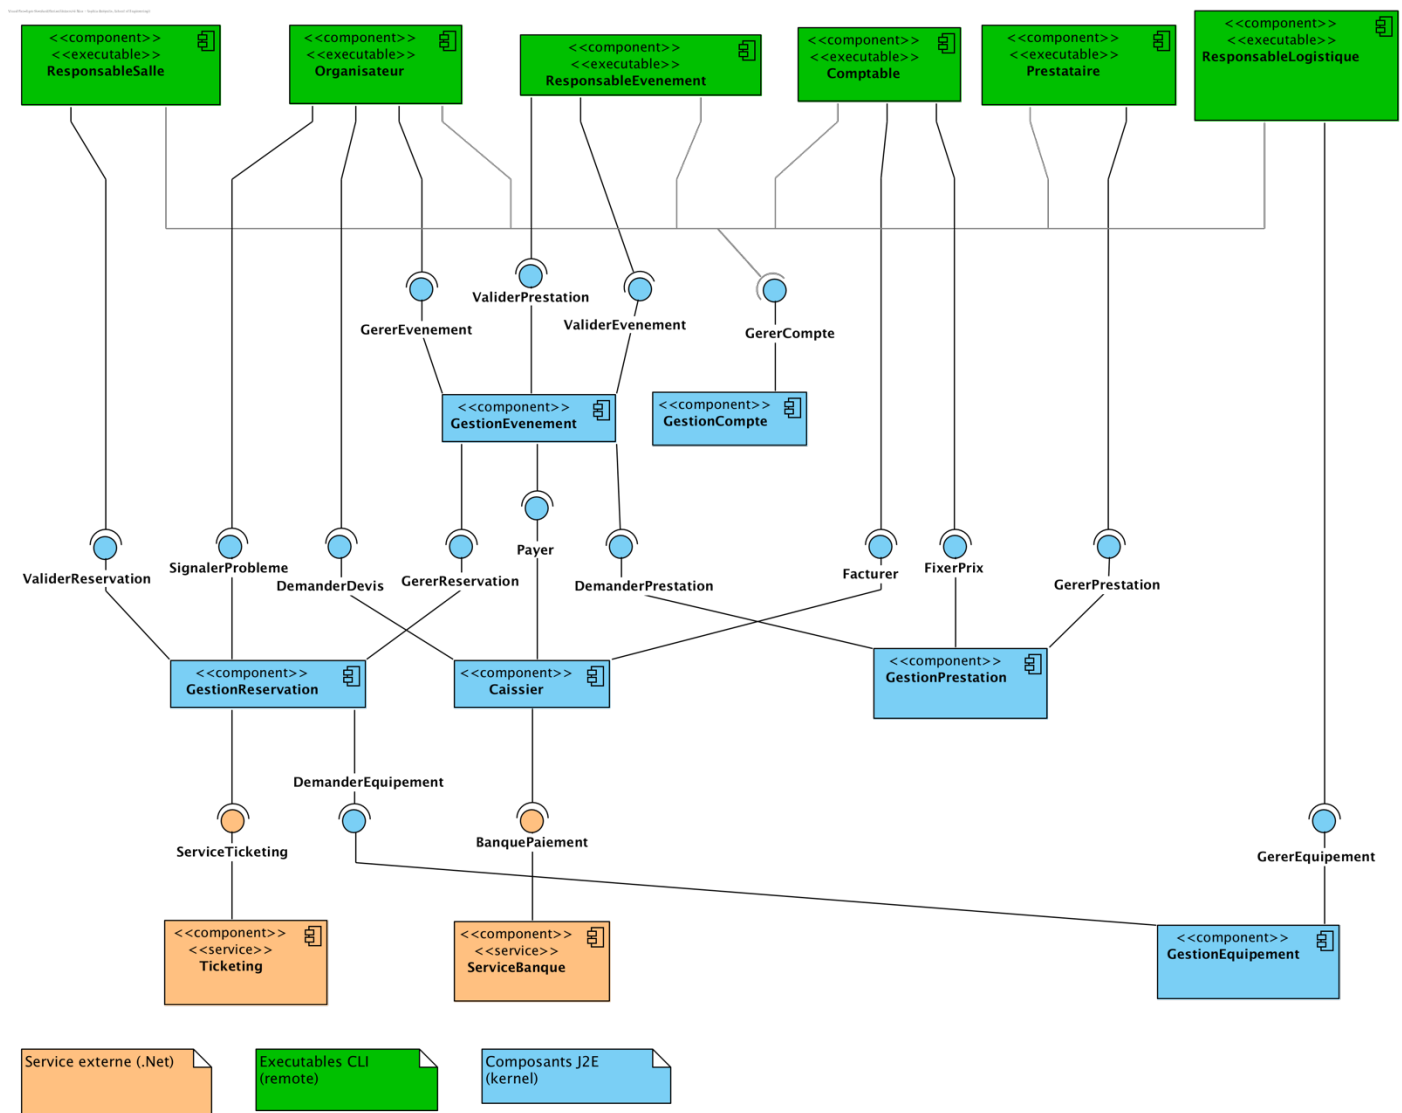 <<component>>
<<executable>>
ResponsableSalle
<<component>>
<<executable>>
Organisateur
<<component>>
<<executable>>
ResponsableEvenement
<<component>>
<<executable>>
Comptable
<<component>>
<<executable>>
Prestataire
<<component>>
<<executable>>
ResponsableLogistique
ValiderPrestation
GererEvenement
ValiderEvenement
GererCompte
<<component>>
GestionEvenement
<<component>>
GestionCompte
ValiderReservation
SignalerProbleme
DemanderDevis
GererReservation
Payer
DemanderPrestation
Facturer
FixerPrix
GererPrestation
<<component>>
GestionReservation
<<component>>
Caissier
<<component>>
GestionPrestation
DemanderEquipement
ServiceTicketing
BanquePaiement
GererEquipement
<<component>>
<<service>>
Ticketing
<<component>>
<<service>>
ServiceBanque
<<component>>
GestionEquipement
Service externe (.Net)
Executables CLI
(remote)
Composants J2E
(kernel)